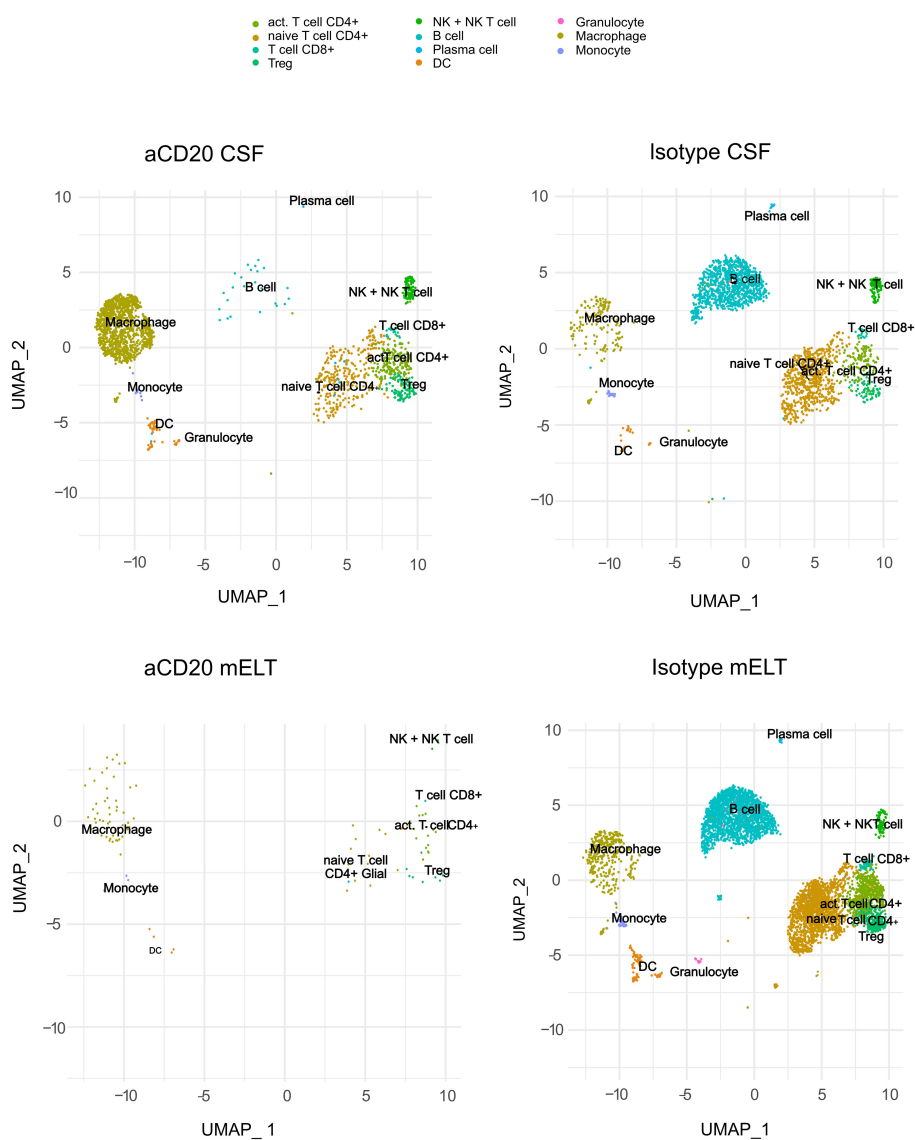 act. T cell CD4+
naive T cell CD4+
T cell CD8+
Treg
NK + NK T cell
B cell
Plasma cell
DC
Granulocyte
Macrophage
Monocyte
aCD20 CSF
Plasma cell
B cell
NK + NK T cell
Macrophage
T cell CD8+
actT cell CD4+
Monocyte
naive T cell CD4
Treg
DC
Granulocyte
10
5
0
−5
−10
UMAP_2
−10
-5
0
5
10
UMAP_1
Isotype CSF
Plasma cell
B cell
NK + NK T cell
Macrophage
T cell CD8+
naive T cell CD4+
act. T cell CD4+
Monocyte
Treg
Granulocyte
DC
10
5
0
−5
−10
UMAP_2
−10
-5
0
5
10
UMAP_1
aCD20 mELT
NK + NK T cell
T cell CD8+
Macrophage
act. T cellCD4+
naive T cell
CD4+ Glial
Treg
Monocyte
DC
0
−5
−10
UMAP_2
−10
-5
0
5
10
UMAP_ 1
Isotype mELT
Plasma cell
B cell
NK + NKT cell
Macrophage
T cell CD8+
act.Tcell CD4+
naive Tcell CD4+
Monocyte
Treg
DC
Granulocyte
10
5
0
−5
−10
UMAP_2
−10
-5
0
5
10
UMAP_1